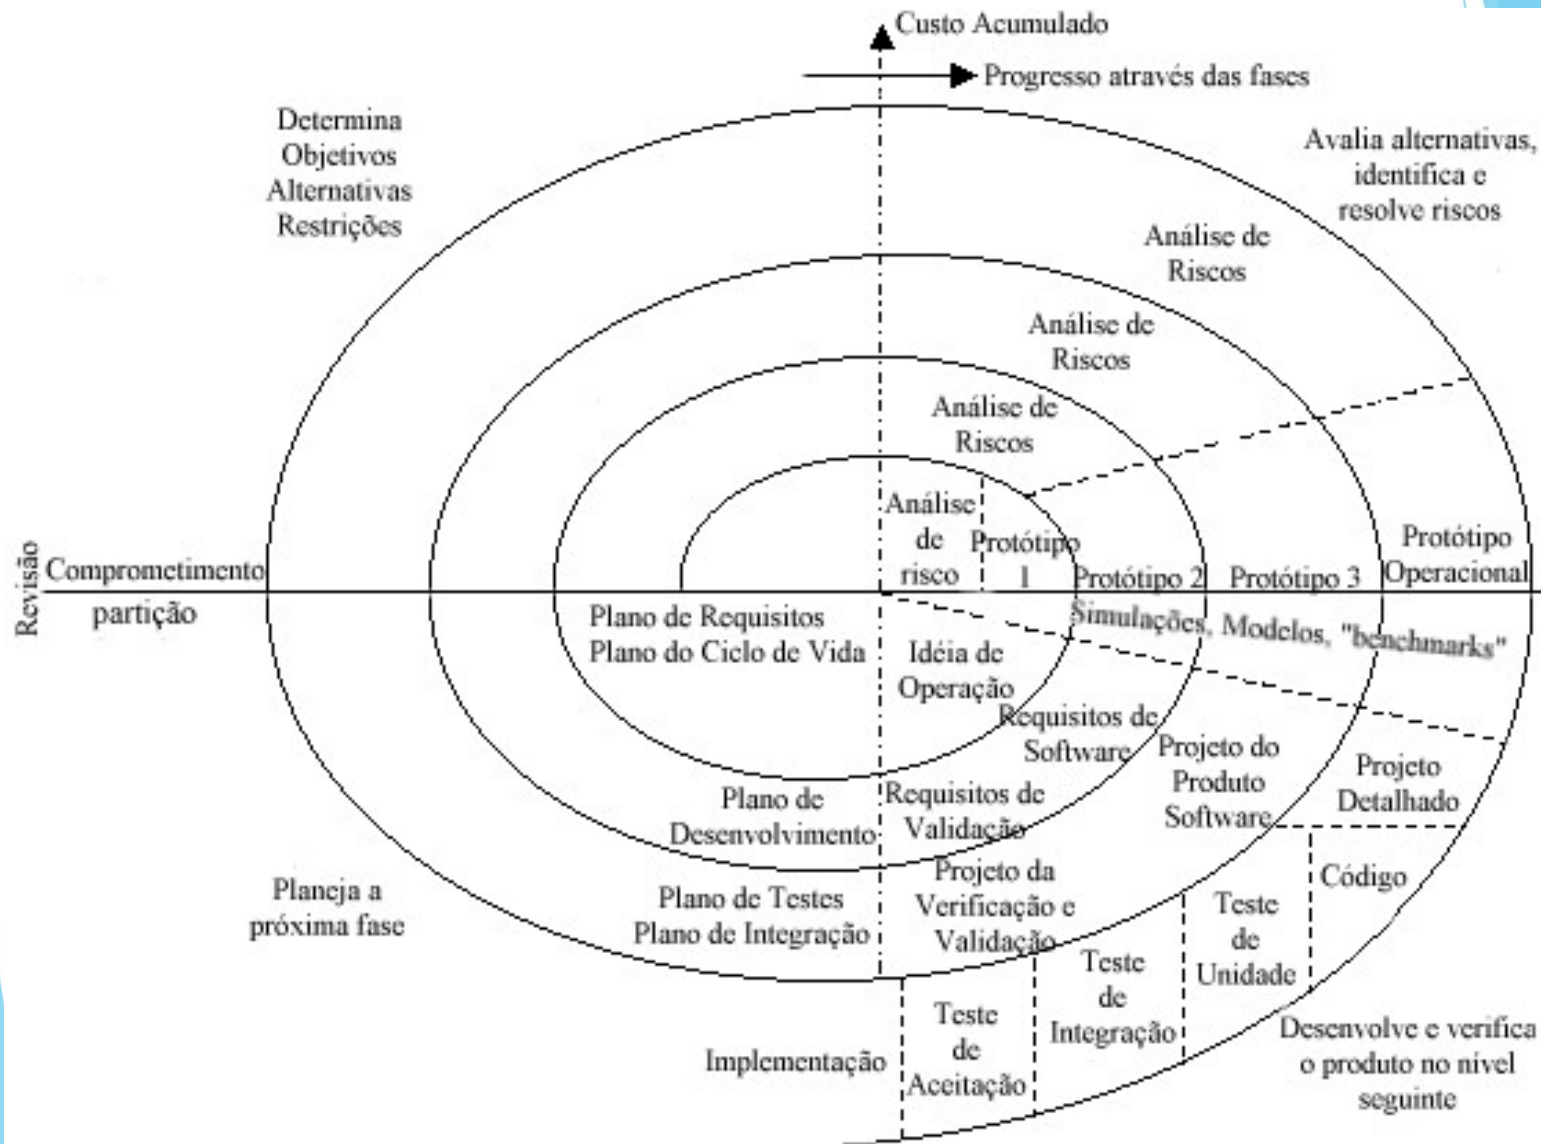 Custo Acumulado
Progresso através das fases
Determina
Objetivos
Alternativas
Restrições
Avalia alternativas,
identifica e
resolve riscos
Análise de
Riscos
Análise de
Riscos
Análise de
Riscos
Análise
de
risco
Protótipo
1
Protótipo 2
Protótipo 3
Protótipo
Operacional
Revisão
Comprometimento
partição
Simulações, Modelos, "benchmarks"
Plano de Requisitos
Plano do Ciclo de Vida
Idéia de
Operação
Requisitos de
Software
Projeto do
Produto
Software
Projeto
Detalhado
Plano de
Desenvolvimento
Requisitos de
Validação
Planeja a
próxima fase
Plano de Testes
Plano de Integração
Projeto da
Verificação e
Validação
Código
Teste
de
Unidade
Teste
de
Integração
Teste
de
Aceitação
Implementação
Desenvolve e verifica
o produto no nível
seguinte